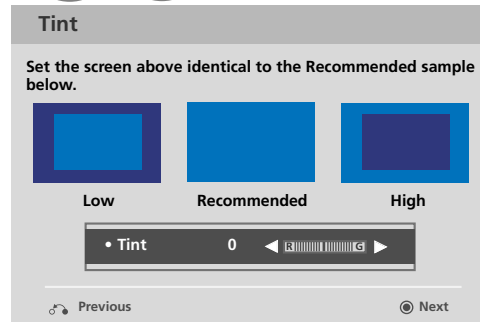 Tint
Set the screen above identical to the Recommended sample
below.
Low Recommended High
• Tint 0 R G
Previous Next